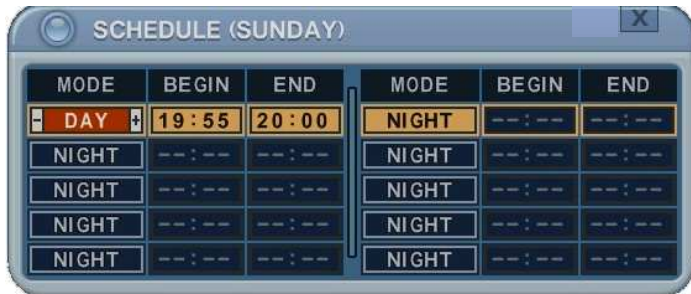 SCHEDULE (SUNDAY) X
MODE BEGIN END MODE BEGIN END
- DAY + 19:55 20:00 NIGHT --:-- --:--
NIGHT --:-- --:-- NIGHT --:-- --:--
NIGHT --:-- --:-- NIGHT --:-- --:--
NIGHT --:-- --:-- NIGHT --:-- --:--
NIGHT --:-- --:-- NIGHT --:-- --:--